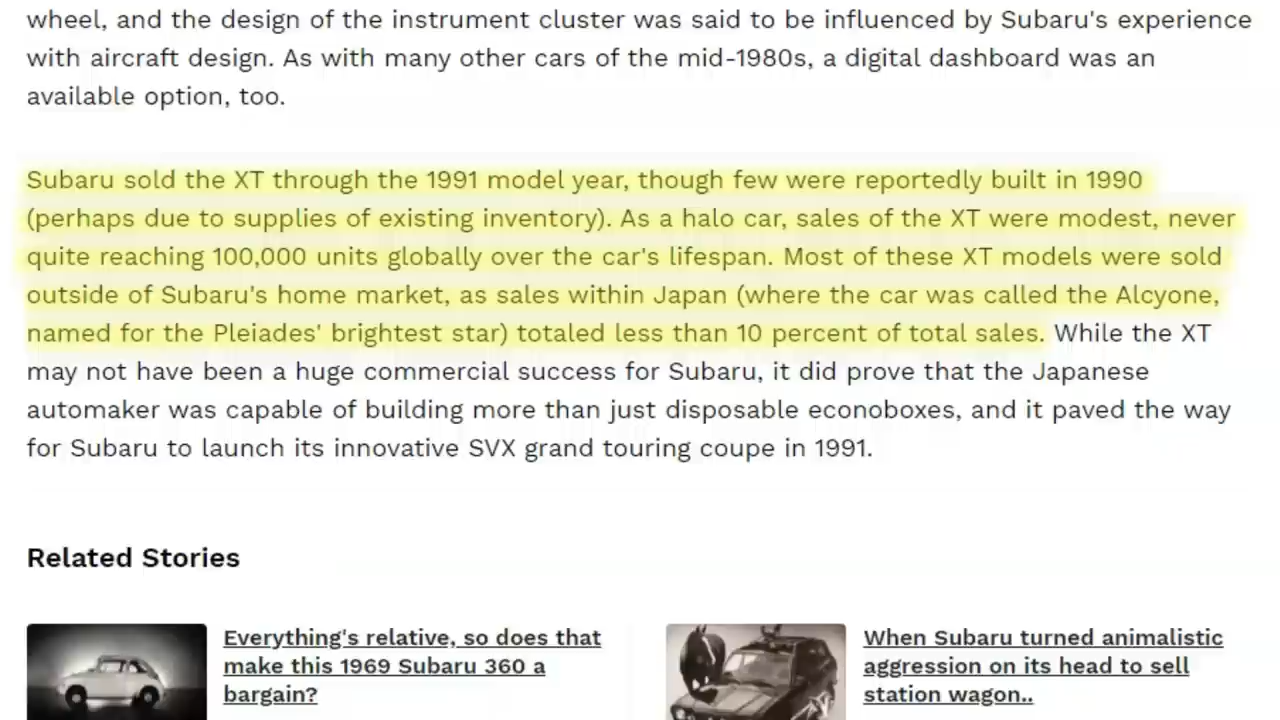 wheel, and the design of the instrument cluster was said to be influenced by Subaru's experience
with aircraft design. As with many other cars of the mid-1980s, a digital dashboard was an
available option, too.
Subaru sold the XT through the 1991 model year, though few were reportedly built in 1990
(perhaps due to supplies of existing inventory). As a halo car, sales of the XT were modest, never
quite reaching 100,000 units globally over the car's lifespan. Most of these XT models were sold
outside of Subaru's home market, as sales within Japan (where the car was called the Alcyone,
named for the Pleiades' brightest star) totaled less than 10 percent of total sales. While the XT
may not have been a huge commercial success for Subaru, it did prove that the Japanese
automaker was capable of building more than just disposable econoboxes, and it paved the way
for Subaru to launch its innovative SVX grand touring coupe in 1991.
Related Stories
Everything's relative, so does that
make this 1969 Subaru 360 a
bargain?
When Subaru turned animalistic
aggression on its head to sell
station wagon..